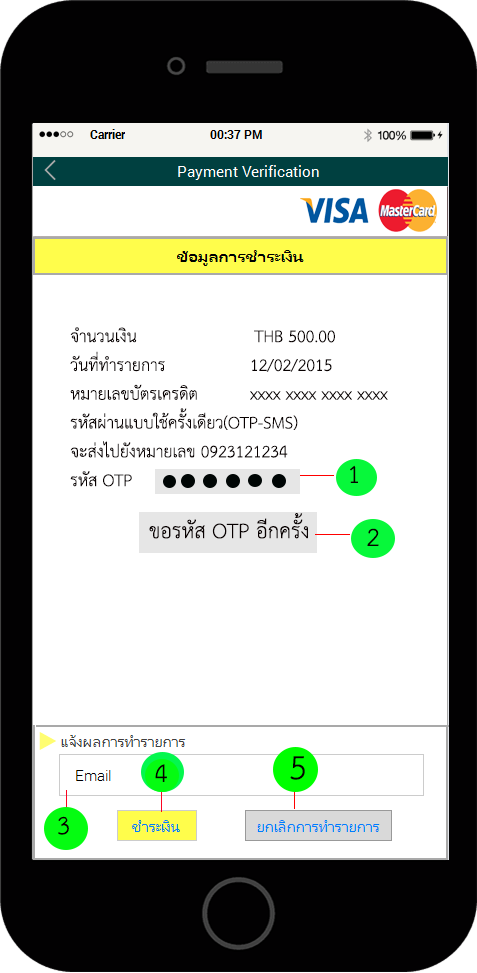 Carrier 00:37 PM 100%
Payment Verification
VISA MasterCard
ข้อมูลการชำระเงิน
จำนวนเงิน THB 500.00
วันที่ทำรายการ 12/02/2015
หมายเลขบัตรเครดิต xxxx xxxx xxxx xxxx
รหัสผ่านแบบใช้ครั้งเดียว(OTP-SMS)
จะส่งไปยังหมายเลข 0923121234
รหัส OTP 1
ขอรหัส OTP อีกครั้ง 2
แจ้งผลการทำรายการ
Email 4 5
3 ชำระเงิน ยกเลิกการทำรายการ